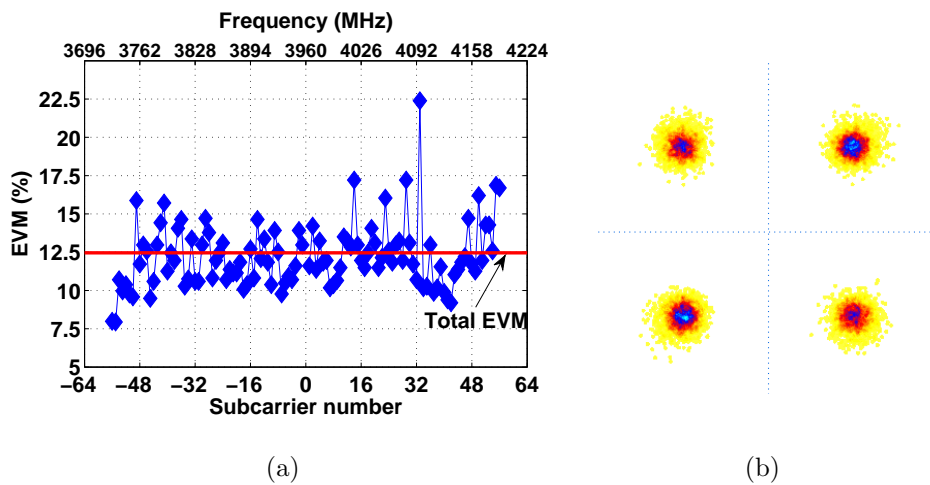 Frequency (MHz)
3696 3762 3828 3894 3960 4026 4092 4158 4224
22.5
20
17.5
15
12.5
10
7.5
5
EVM (%)
Total EVM
−64 −48 −32 −16 0 16 32 48 64
Subcarrier number
(a) (b)